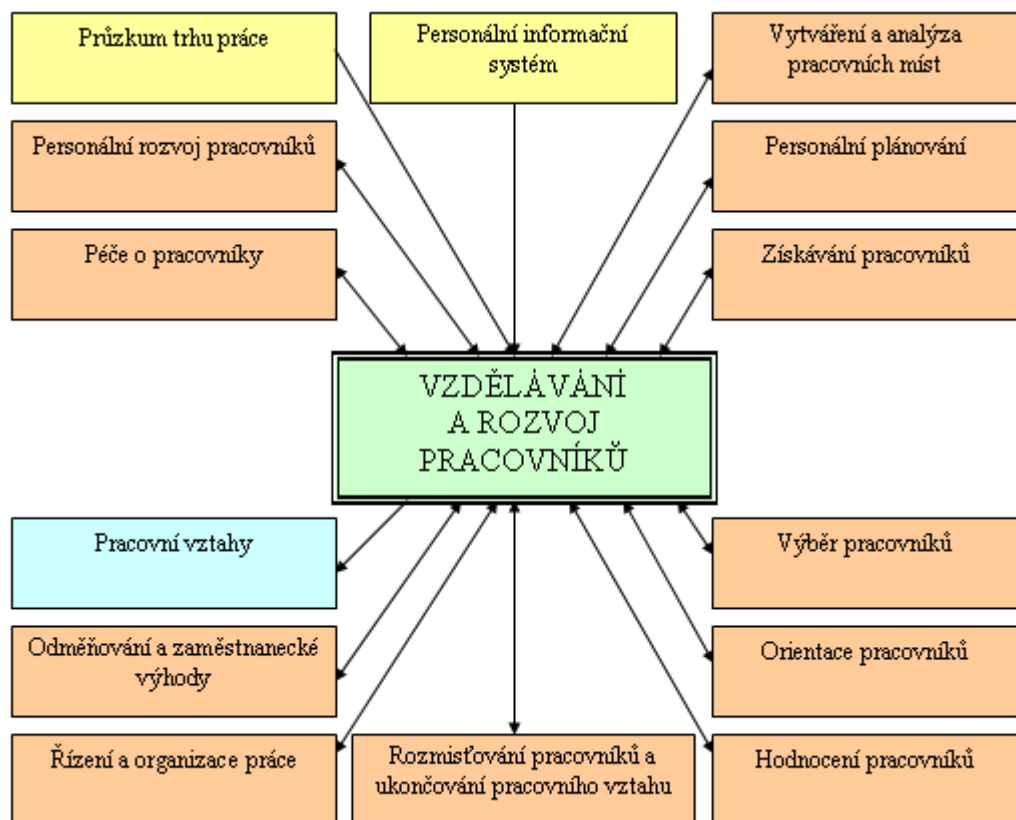 Průzkum trhu práce
Personální informační
systém
Vytváření a analýza
pracovních míst
Personální rozvoj pracovníků
Personální plánování
Péče o pracovníky
Získávání pracovníků
VZDĚLÁVÁNÍ
A ROZVOJ
PRACOVNÍKŮ
Pracovní vztahy
Výběr pracovníků
Odměňování a zaměstnanecké
výhody
Orientace pracovníků
Řízení a organizace práce
Rozmisťování pracovníků a
ukončování pracovního vztahu
Hodnocení pracovníků